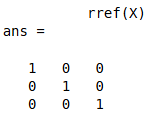 rref(X)
ans =
1 0 0
0 1 0
0 0 1